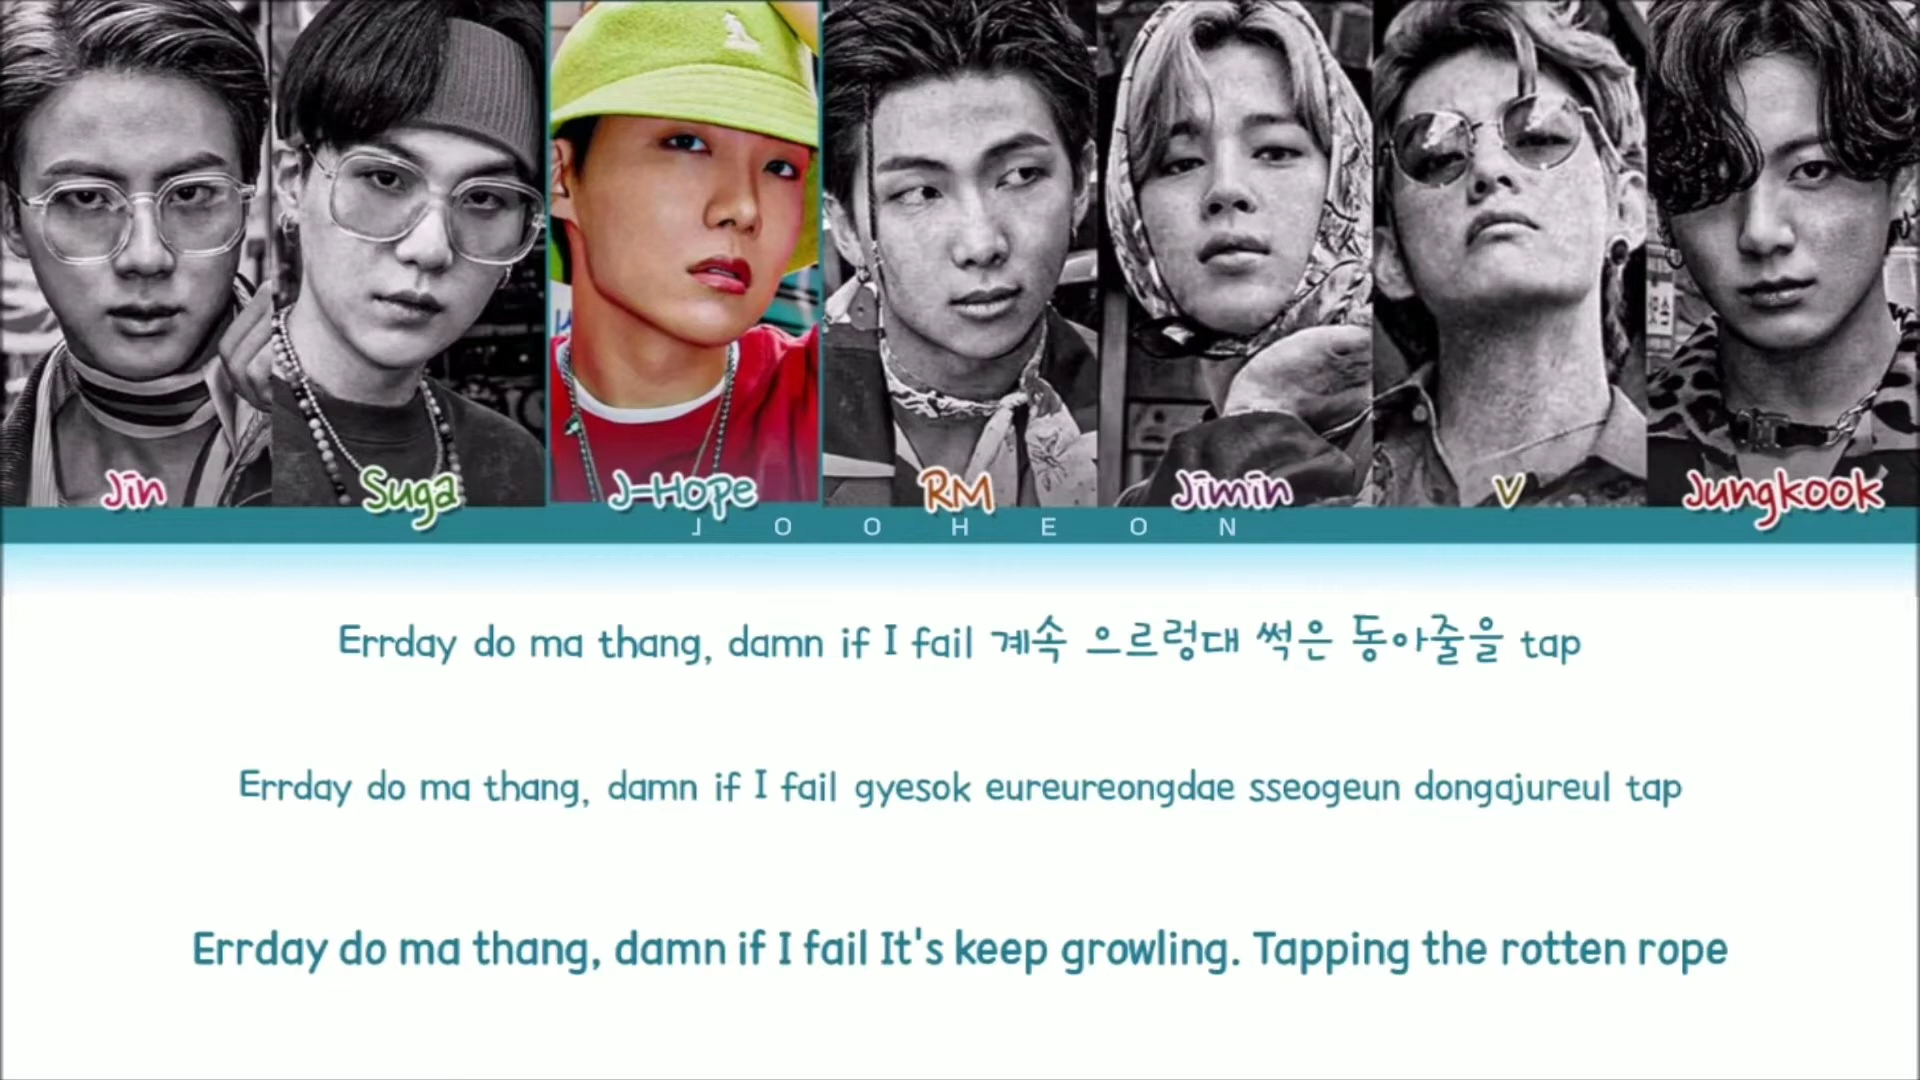 Jin Suga J-Hope RM Jimin V Jungkook
JOOHEON
Errday do ma thang, damn if I fail 계속 으르렁대 썩은 동아줄을 tap
Errday do ma thang, damn if I fail gyesok eureureongdae sseogeun dongajureul tap
Errday do ma thang, damn if I fail It's keep growling. Tapping the rotten rope